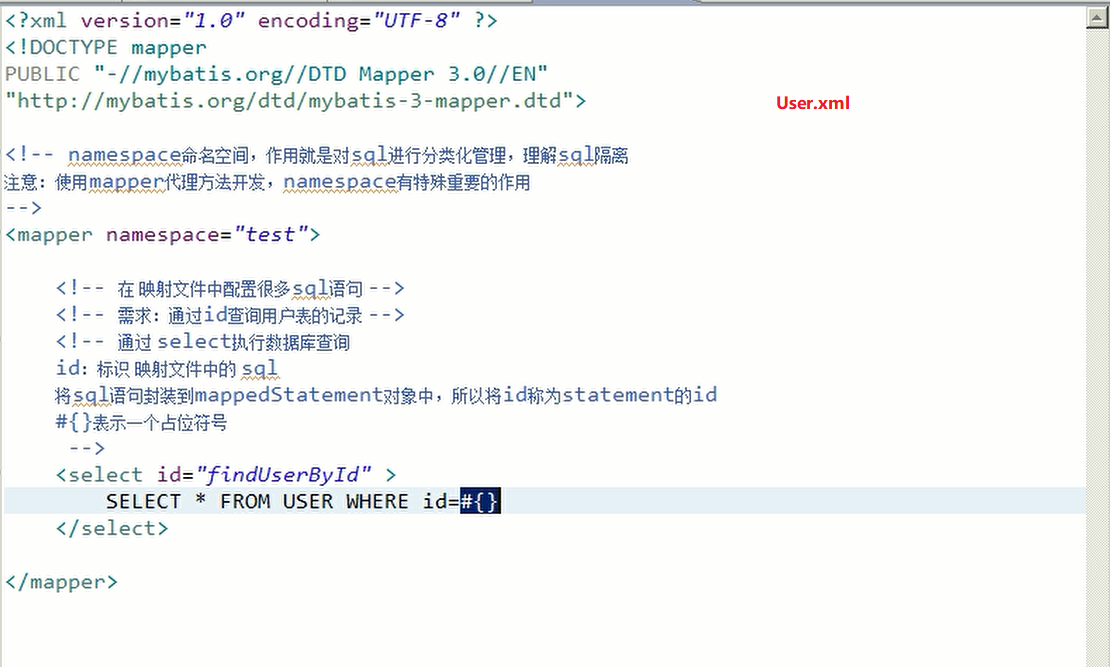 <?xml version="1.0" encoding="UTF-8" ?>
<!DOCTYPE mapper
PUBLIC "-//mybatis.org//DTD Mapper 3.0//EN"
"http://mybatis.org/dtd/mybatis-3-mapper.dtd">
User.xml
<!-- namespace命名空间，作用就是对sql进行分类化管理，理解sql隔离
注意：使用mapper代理方法开发，namespace有特殊重要的作用
-->
<mapper namespace="test">
<!-- 在 映射文件中配置很多sql语句 -->
<!-- 需求：通过id查询用户表的记录 -->
<!-- 通过 select执行数据库查询
id：标识 映射文件中的 sql
将sql语句封装到mappedStatement对象中，所以将id称为statement的id
#{}表示一个占位符号
-->
<select id="findUserById" >
SELECT * FROM USER WHERE id=#{}
</select>
</mapper>